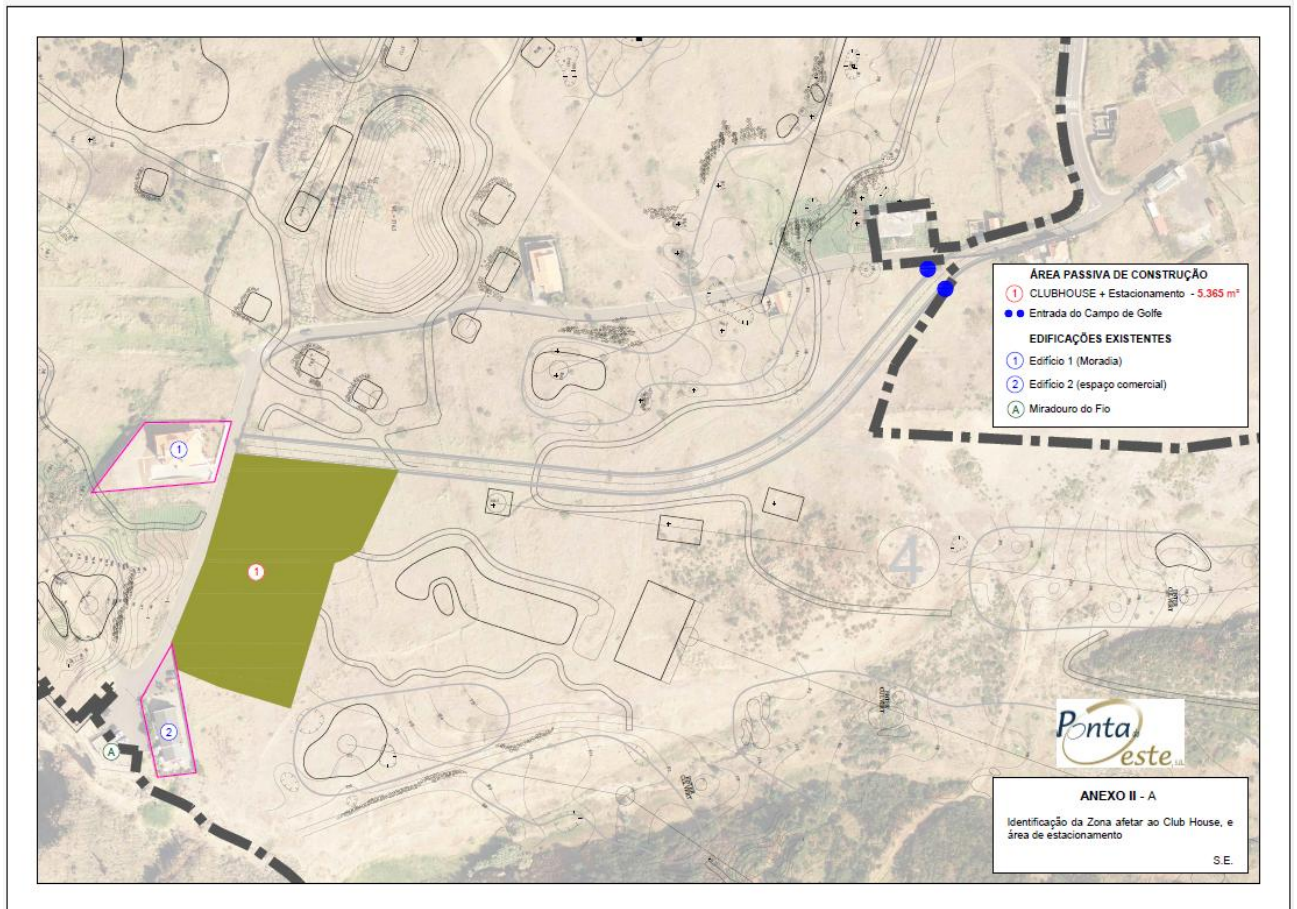 ÁREA PASSIVA DE CONSTRUÇÃO
1 CLUBHOUSE + Estacionamento - 5.365 m²
Entrada do Campo de Golfe
EDIFICAÇÕES EXISTENTES
1 Edifício 1 (Moradia)
2 Edifício 2 (espaço comercial)
A Miradouro do Fio
1
4
1
2
A
Ponta do
Oeste, S.A.
ANEXO II - A
Identificação da Zona afetar ao Club House, e
área de estacionamento
S.E.